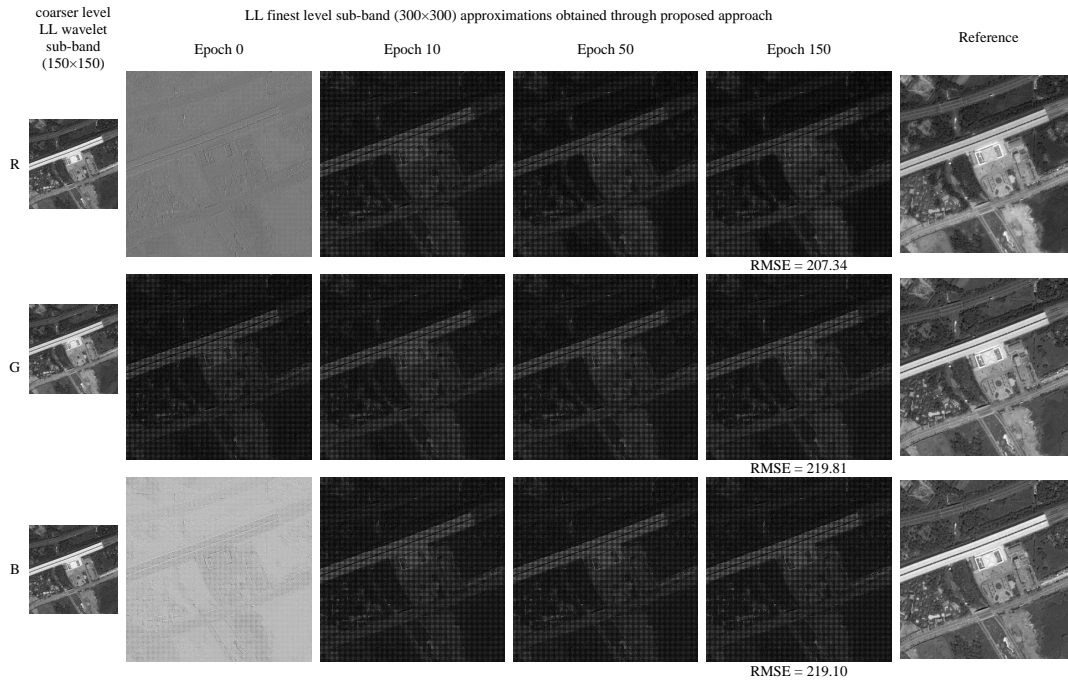 coarser level
LL wavelet
sub-band
(150×150)
LL finest level sub-band (300×300) approximations obtained through proposed approach
Epoch 0
Epoch 10
Epoch 50
Epoch 150
Reference
R
RMSE = 207.34
G
RMSE = 219.81
B
RMSE = 219.10